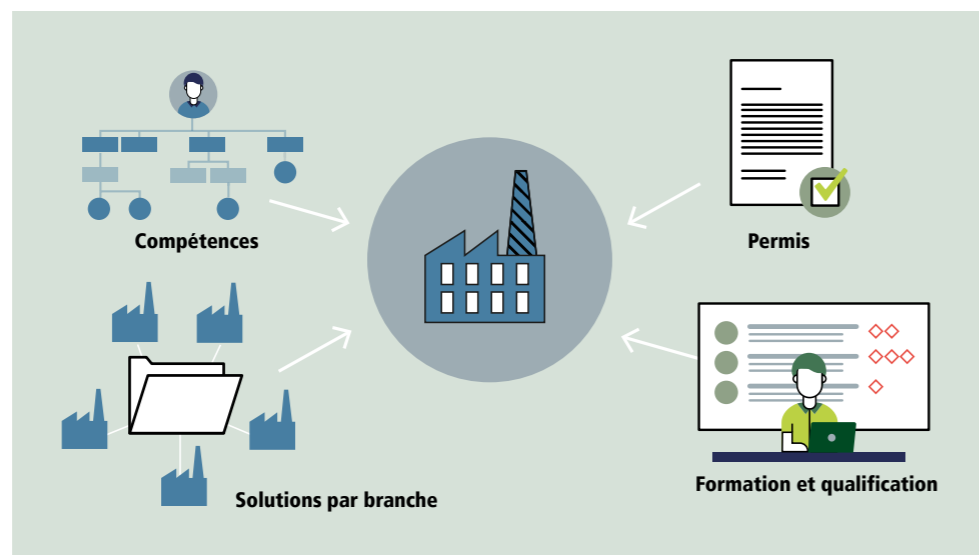 Compétences
Permis
Solutions par branche
Formation et qualification